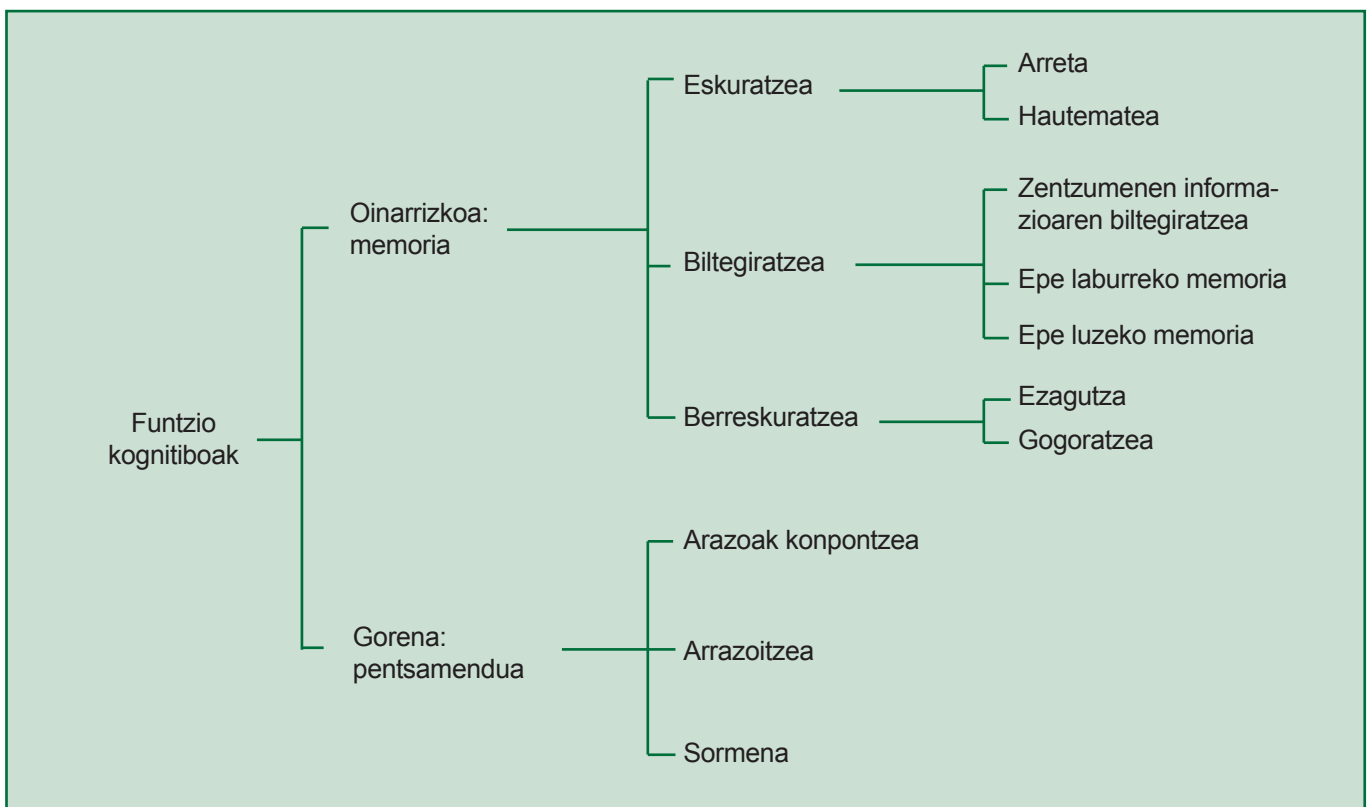 Funtzio
kognitiboak
Oinarrizkoa:
memoria
Eskuratzea
Arreta
Hautematea
Biltegiratzea
Zentzumenen informa-
zioaren biltegiratzea
Epe laburreko memoria
Epe luzeko memoria
Berreskuratzea
Ezagutza
Gogoratzea
Gorena:
pentsamendua
Arazoak konpontzea
Arrazoitzea
Sormena